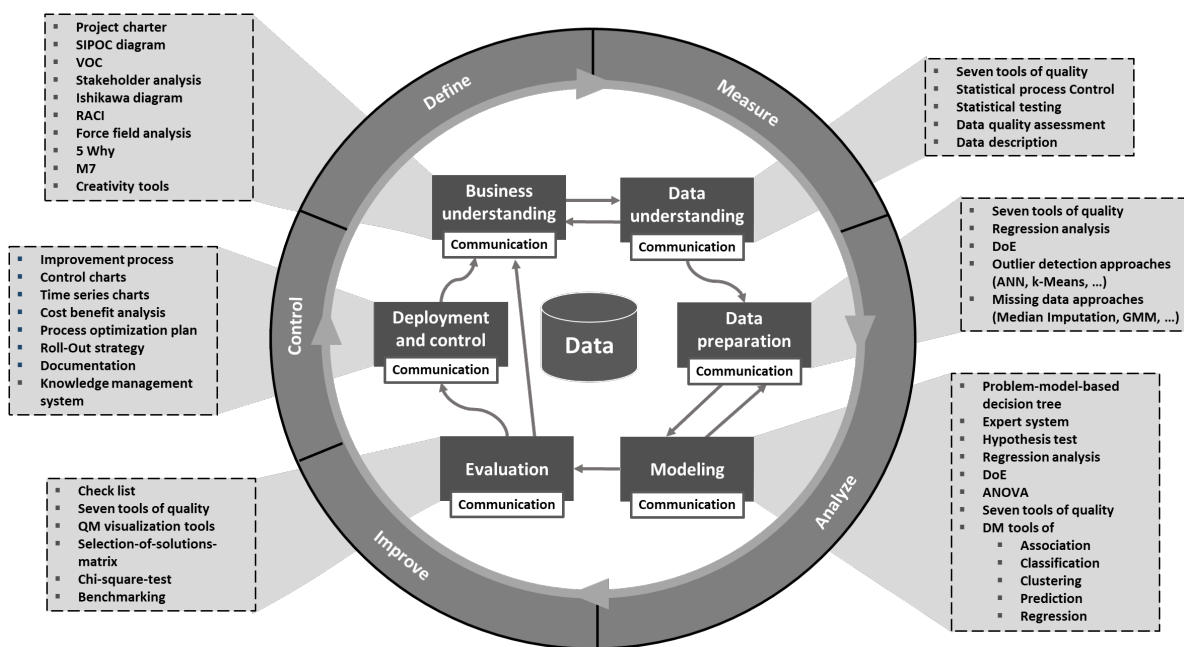 Project charter
SIPOC diagram
VOC
Stakeholder analysis
Ishikawa diagram
RACI
Force field analysis
5 Why
M7
Creativity tools
Define
Measure
Seven tools of quality
Statistical process Control
Statistical testing
Data quality assessment
Data description
Business
understanding
Communication
Data
understanding
Communication
Seven tools of quality
Regression analysis
DoE
Outlier detection approaches
(ANN, k-Means, ...)
Missing data approaches
(Median Imputation, GMM, ...)
Improvement process
Control charts
Time series charts
Cost benefit analysis
Process optimization plan
Roll-Out strategy
Documentation
Knowledge management
system
Control
Deployment
and control
Communication
Data
Data
preparation
Communication
Problem-model-based
decision tree
Expert system
Hypothesis test
Regression analysis
DoE
ANOVA
Seven tools of quality
DM tools of
Association
Classification
Clustering
Prediction
Regression
Evaluation
Communication
Modeling
Communication
Analyze
Improve
Check list
Seven tools of quality
QM visualization tools
Selection-of-solutions-
matrix
Chi-square-test
Benchmarking